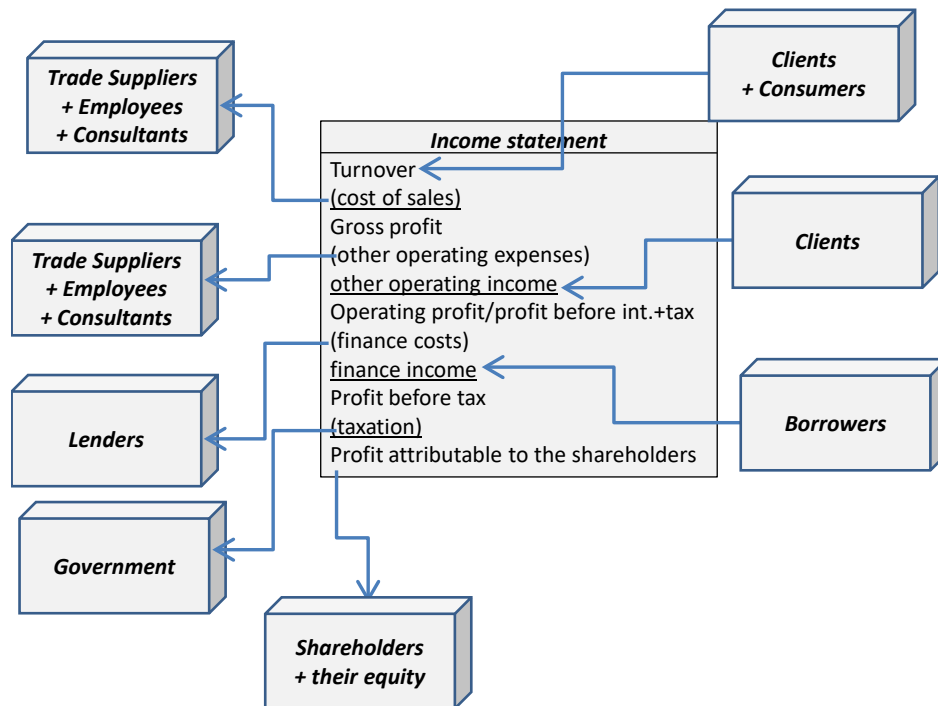 Trade Suppliers
+ Employees
+ Consultants
Clients
+ Consumers
Income statement
Turnover
(cost of sales)
Gross profit
(other operating expenses)
other operating income
Operating profit/profit before int.+tax
(finance costs)
finance income
Profit before tax
(taxation)
Profit attributable to the shareholders
Trade Suppliers
+ Employees
+ Consultants
Clients
Lenders
Borrowers
Government
Shareholders
+ their equity